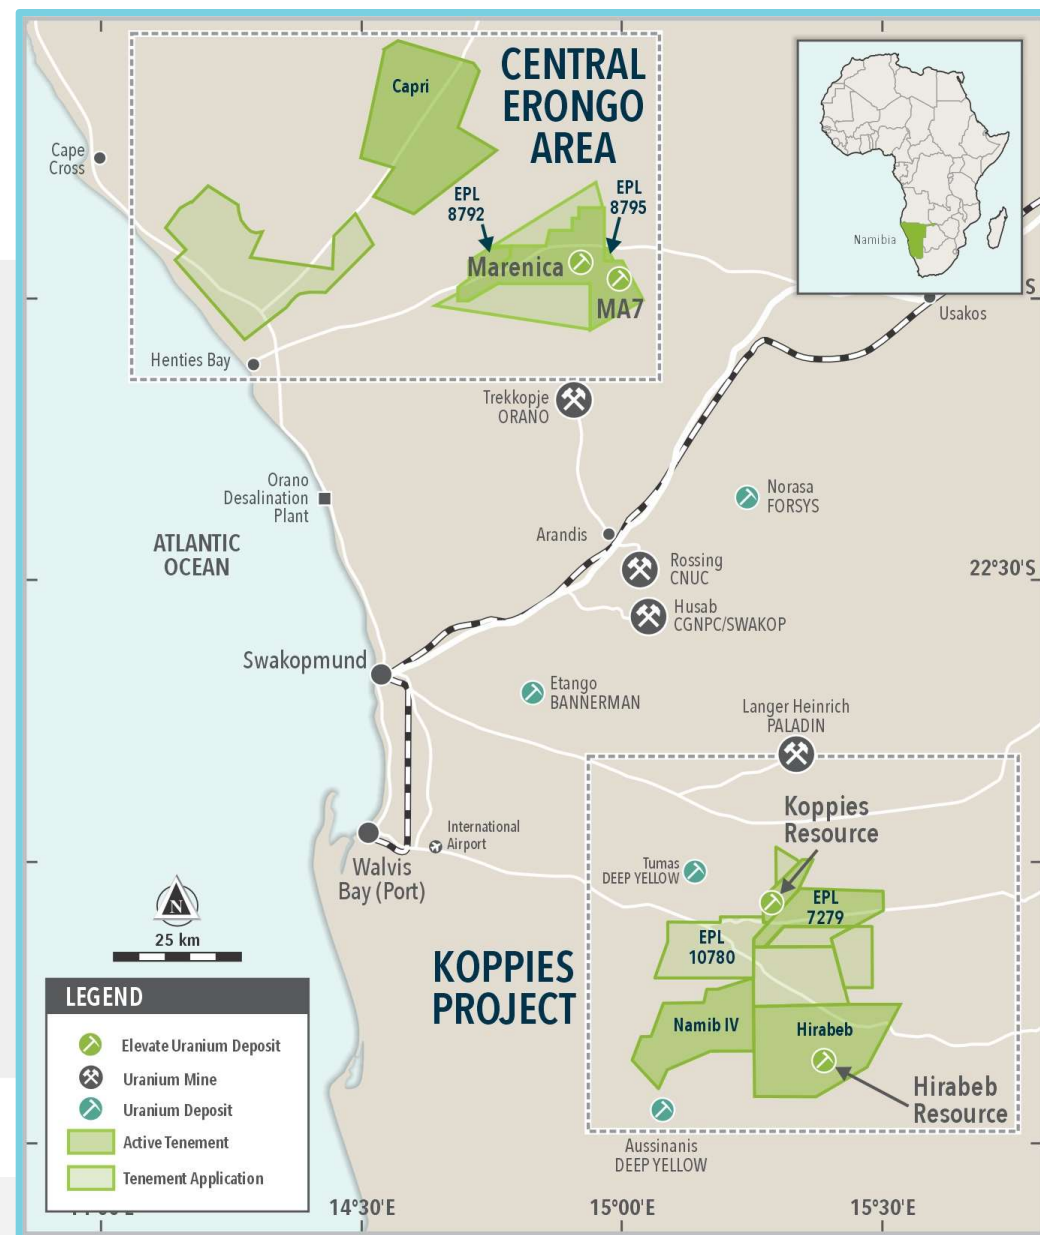 CENTRAL
ERONGO
AREA
Capri
Cape
Cross
EPL
8792
EPL
8795
Marenica
MA7
Henties Bay
Namibia
S
Usakos
Trekkopje
ORANO
Orano
Desalination
Plant
Norasa
FORSYS
ATLANTIC
OCEAN
Arandis
Rossing
CNUC
22°30'S
Husab
CGNPC/SWAKOP
Swakopmund
Etango
BANNERMAN
Langer Heinrich
PALADIN
Koppies
Resource
International
Airport
Walvis
Bay (Port)
Tumas
DEEP YELLOW
EPL
7279
EPL
10780
N
25 km
KOPPIES
PROJECT
Namib IV
Hirabeb
Hirabeb
Resource
Aussinanis
DEEP YELLOW
LEGEND
Elevate Uranium Deposit
Uranium Mine
Uranium Deposit
Active Tenement
Tenement Application
14°30'E
15°00'E
15°30'E